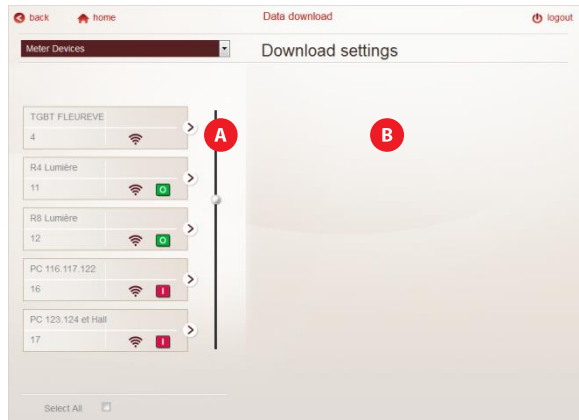 back home Data download logout
Meter Devices
Download settings
TGBT FLEUREVE
4
A
B
R4 Lumière
11 O
R8 Lumière
12 O
PC 116.117.122
16 I
PC 123.124 et Hall
17 I
Select All